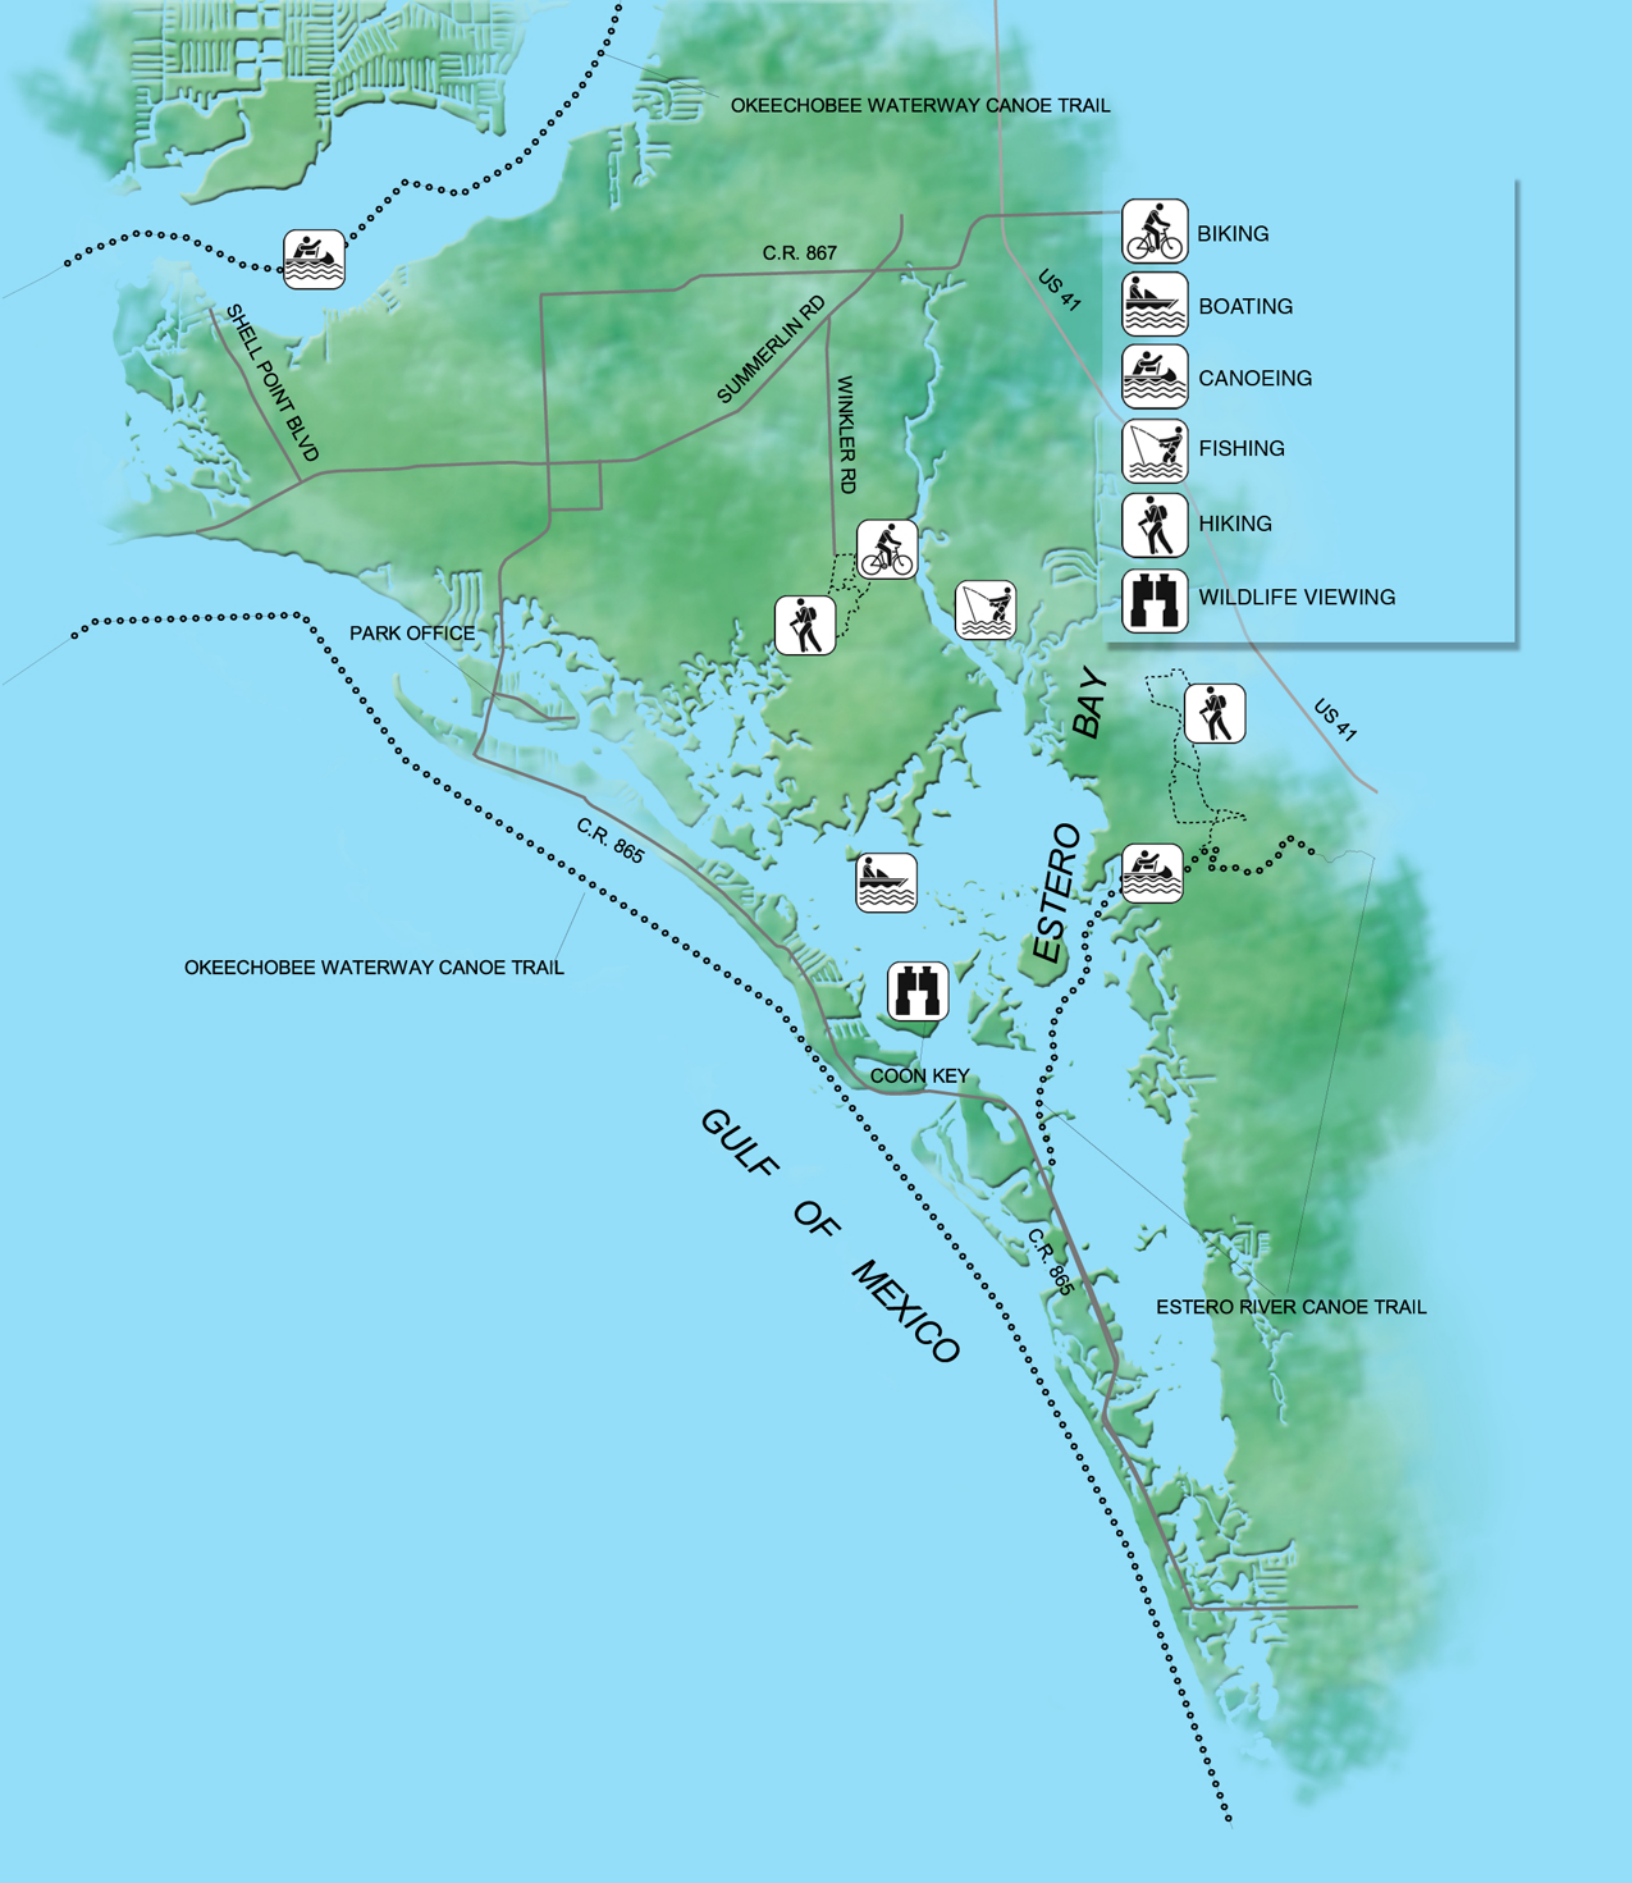 OKEECHOBEE WATERWAY CANOE TRAIL
BIKING
C.R. 867
US 41
BOATING
SHELL POINT BLVD
SUMMERLIN RD
CANOEING
WINKLER RD
FISHING
HIKING
WILDLIFE VIEWING
PARK OFFICE
US 41
C.R. 865
ESTERO BAY
OKEECHOBEE WATERWAY CANOE TRAIL
COON KEY
GULF OF MEXICO
C.R. 865
ESTERO RIVER CANOE TRAIL